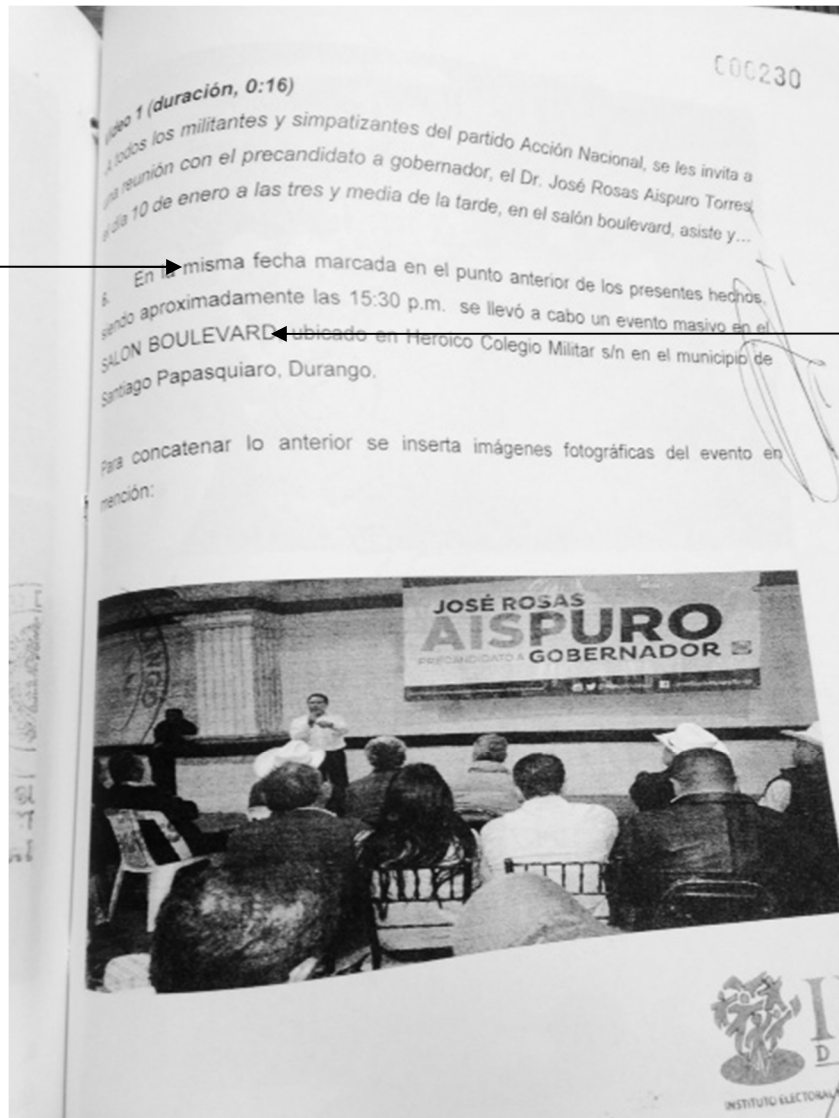 000230
Video 1 (duración, 0:16)
A todos los militantes y simpatizantes del partido Acción Nacional, se les invita a
una reunión con el precandidato a gobernador, el Dr. José Rosas Aispuro Torres,
el día 10 de enero a las tres y media de la tarde, en el salón boulevard, asiste y...
6. En la misma fecha marcada en el punto anterior de los presentes hechos,
siendo aproximadamente las 15:30 p.m. se llevó a cabo un evento masivo en el
SALON BOULEVARD ubicado en Heroico Colegio Militar s/n en el municipio de
Santiago Papasquiaro, Durango.
Para concatenar lo anterior se inserta imágenes fotográficas del evento en
mención:
JOSÉ ROSAS
AISPURO
PRECANDIDATO A GOBERNADOR
INSTITUTO ELECTORAL